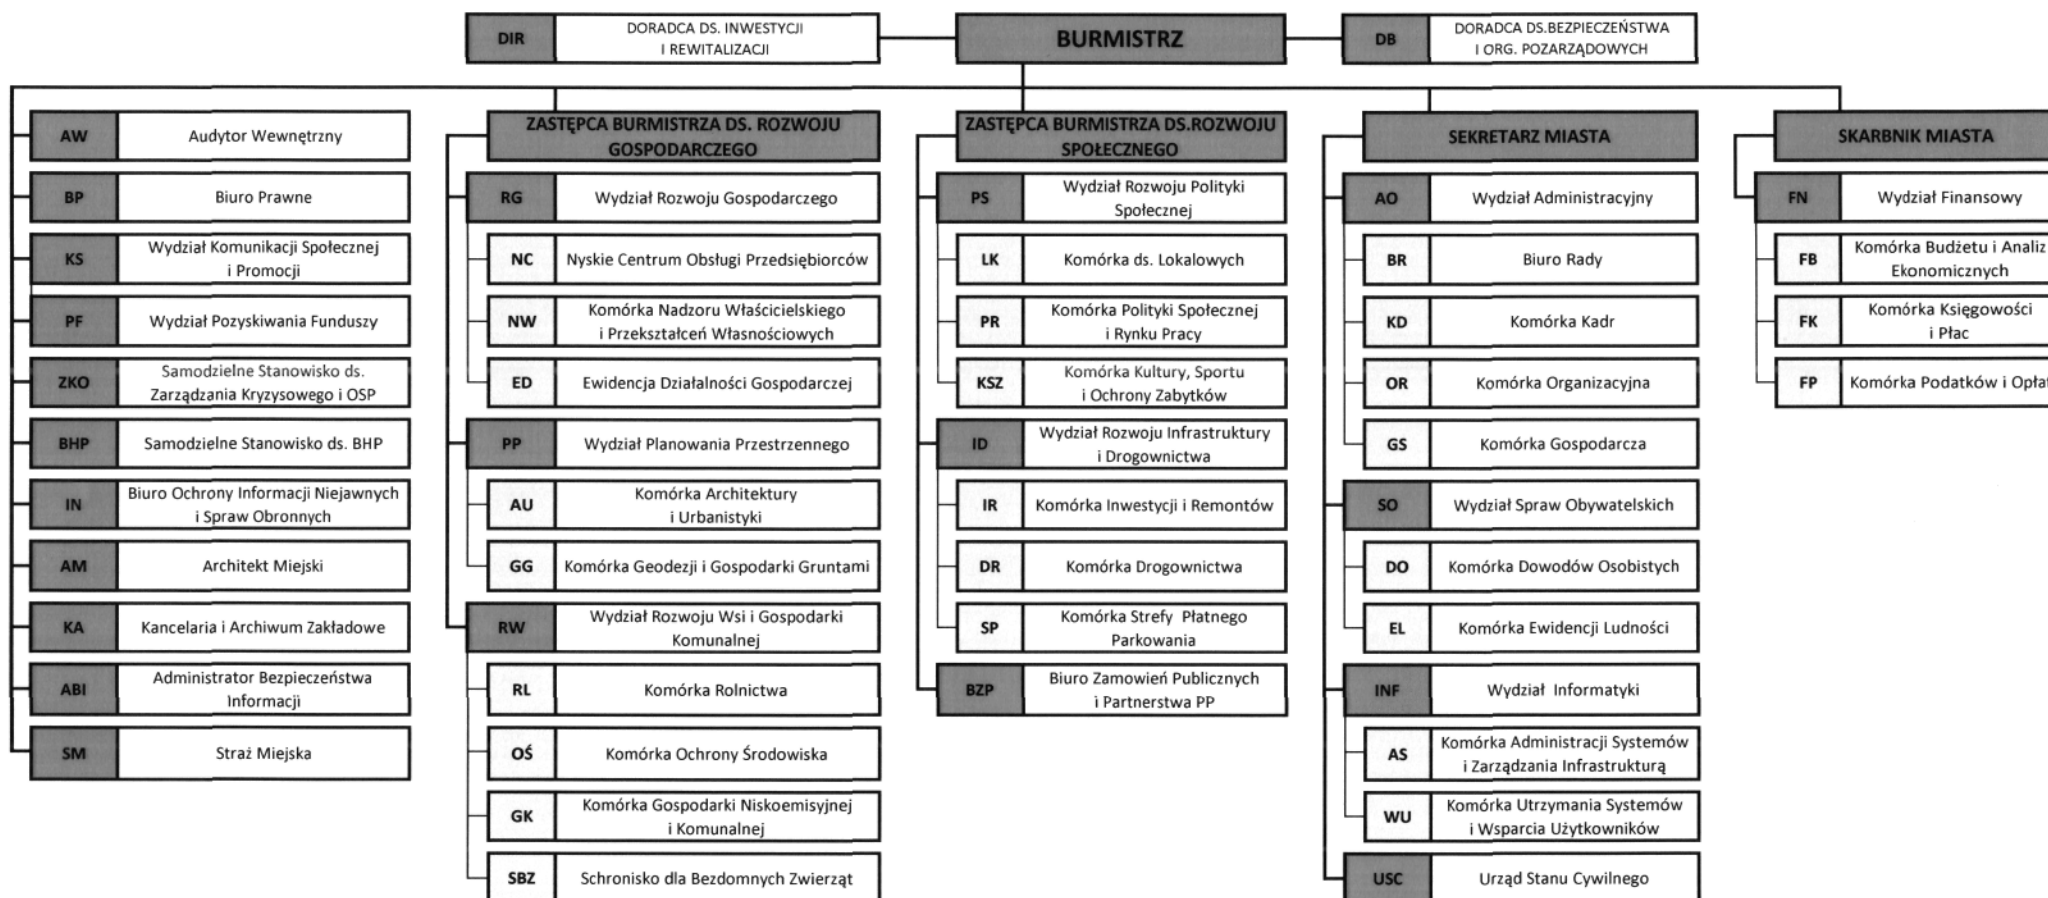 DIR
DORADCA DS. INWESTYCJI
I REWITALIZACJI
BURMISTRZ
DB
DORADCA DS.BEZPIECZEŃSTWA
I ORG. POZARZĄDOWYCH
AW
Audytor Wewnętrzny
BP
Biuro Prawne
KS
Wydział Komunikacji Społecznej
i Promocji
PF
Wydział Pozyskiwania Funduszy
ZKO
Samodzielne Stanowisko ds.
Zarządzania Kryzysowego i OSP
BHP
Samodzielne Stanowisko ds. BHP
IN
Biuro Ochrony Informacji Niejawnych
i Spraw Obronnych
AM
Architekt Miejski
KA
Kancelaria i Archiwum Zakładowe
ABI
Administrator Bezpieczeństwa
Informacji
SM
Straż Miejska
ZASTĘPCA BURMISTRZA DS. ROZWOJU
GOSPODARCZEGO
RG
Wydział Rozwoju Gospodarczego
NC
Nyskie Centrum Obsługi Przedsiębiorców
NW
Komórka Nadzoru Właścicielskiego
i Przekształceń Własnościowych
ED
Ewidencja Działalności Gospodarczej
PP
Wydział Planowania Przestrzennego
AU
Komórka Architektury
i Urbanistyki
GG
Komórka Geodezji i Gospodarki Gruntami
RW
Wydział Rozwoju Wsi i Gospodarki
Komunalnej
RL
Komórka Rolnictwa
OŚ
Komórka Ochrony Środowiska
GK
Komórka Gospodarki Niskoemisyjnej
i Komunalnej
SBZ
Schronisko dla Bezdomnych Zwierząt
ZASTĘPCA BURMISTRZA DS.ROZWOJU
SPOŁECZNEGO
PS
Wydział Rozwoju Polityki
Społecznej
LK
Komórka ds. Lokalowych
PR
Komórka Polityki Społecznej
i Rynku Pracy
KSZ
Komórka Kultury, Sportu
i Ochrony Zabytków
ID
Wydział Rozwoju Infrastruktury
i Drogownictwa
IR
Komórka Inwestycji i Remontów
DR
Komórka Drogownictwa
SP
Komórka Strefy Płatnego
Parkowania
BZP
Biuro Zamowień Publicznych
i Partnerstwa PP
SEKRETARZ MIASTA
AO
Wydział Administracyjny
BR
Biuro Rady
KD
Komórka Kadr
OR
Komórka Organizacyjna
GS
Komórka Gospodarcza
SO
Wydział Spraw Obywatelskich
DO
Komórka Dowodów Osobistych
EL
Komórka Ewidencji Ludności
INF
Wydział Informatyki
AS
Komórka Administracji Systemów
i Zarządzania Infrastrukturą
WU
Komórka Utrzymania Systemów
i Wsparcia Użytkowników
USC
Urząd Stanu Cywilnego
SKARBNIK MIASTA
FN
Wydział Finansowy
FB
Komórka Budżetu i Analiz
Ekonomicznych
FK
Komórka Księgowości
i Płac
FP
Komórka Podatków i Opłat